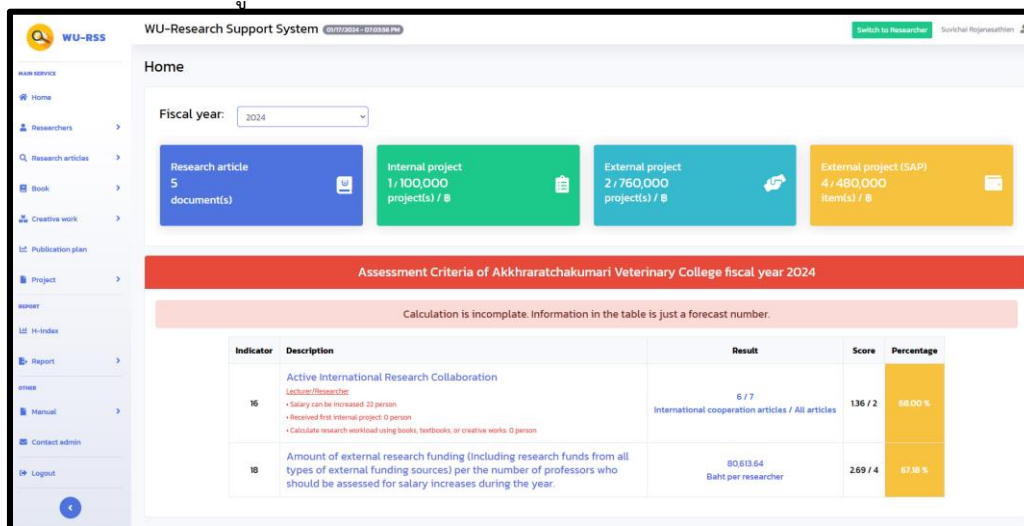 WU-RSS
WU-Research Support System 01/17/2024 - 07:03:56 PM
Switch to Researcher
Suvichai Rojanasathien
MAIN SERVICE
Home
Researchers
Research articles
Book
Creative work
Publication plan
Project
REPORT
H-Index
Report
OTHER
Manual
Contact admin
Logout
Home
Fiscal year: 2024
Research article
5
document(s)
Internal project
1 / 100,000
project(s) / ฿
External project
2 / 760,000
project(s) / ฿
External project (SAP)
4 / 480,000
item(s) / ฿
Assessment Criteria of Akkhraratchakumari Veterinary College fiscal year 2024
Calculation is incomplate. Information in the table is just a forecast number.
Indicator Description Result Score Percentage
16
Active International Research Collaboration
Lecturer/Researcher
• Salary can be increased: 22 person
• Received first internal project: 0 person
• Calculate research workload using books, textbooks, or creative works: 0 person
6 / 7
International cooperation articles / All articles
1.36 / 2
68.00 %
18
Amount of external research funding (Including research funds from all
types of external funding sources) per the number of professors who
should be assessed for salary increases during the year.
80,613.64
Baht per researcher
2.69 / 4
67.18 %